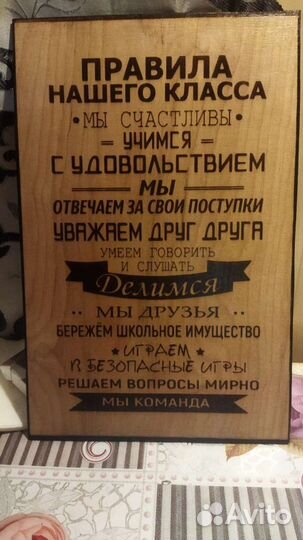 ПРАВИЛА
НАШЕГО КЛАССА
• МЫ СЧАСТЛИВЫ •
= УЧИМСЯ =
С УДОВОЛЬСТВИЕМ
МЫ
ОТВЕЧАЕМ ЗА СВОИ ПОСТУПКИ
УВАЖАЕМ ДРУГ ДРУГА
УМЕЕМ ГОВОРИТЬ
И СЛУШАТЬ
Делимся
·· МЫ ДРУЗЬЯ ··
БЕРЕЖЁМ ШКОЛЬНОЕ ИМУЩЕСТВО
★ ИГРАЕМ ★
В БЕЗОПАСНЫЕ ИГРЫ
РЕШАЕМ ВОПРОСЫ МИРНО
МЫ КОМАНДА
Avito